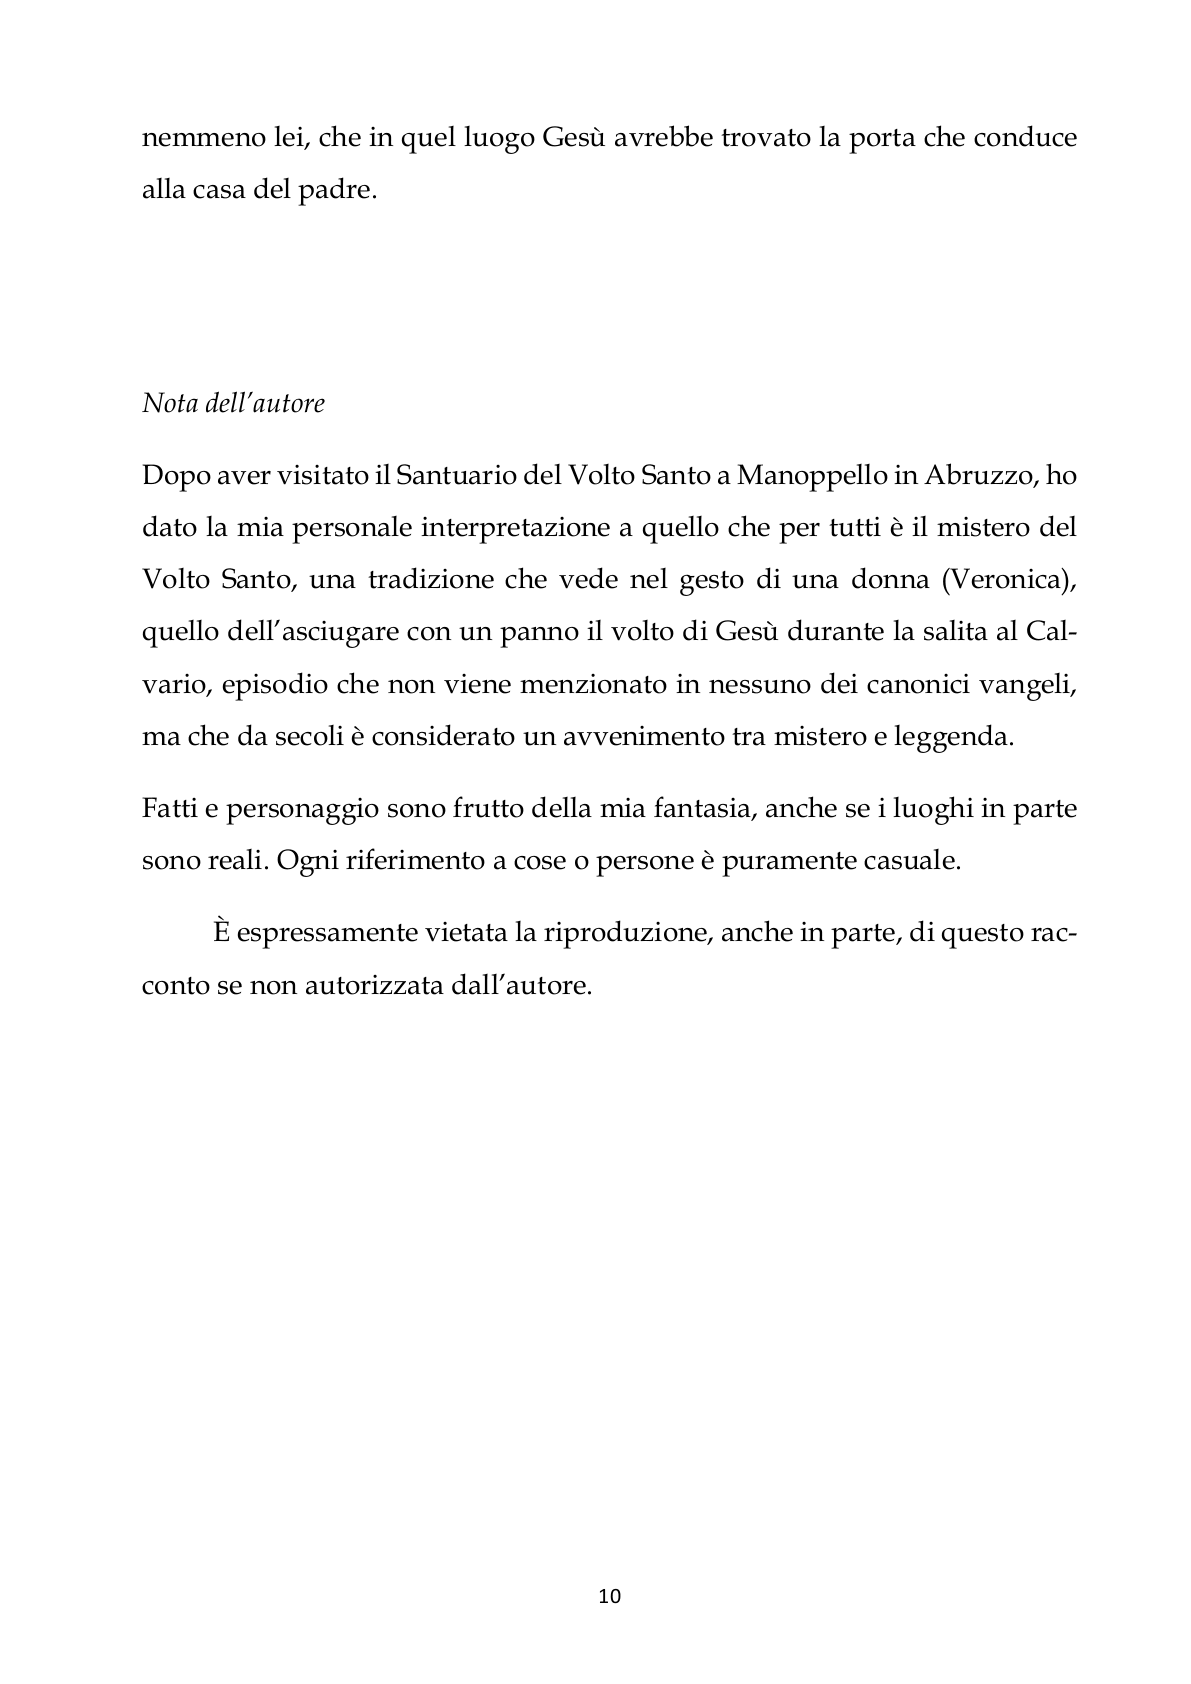 nemmeno lei, che in quel luogo Gesù avrebbe trovato la porta che conduce
alla casa del padre.
Nota dell’autore
Dopo aver visitato il Santuario del Volto Santo a Manoppello in Abruzzo, ho
dato la mia personale interpretazione a quello che per tutti è il mistero del
Volto Santo, una tradizione che vede nel gesto di una donna (Veronica),
quello dell’asciugare con un panno il volto di Gesù durante la salita al Cal-
vario, episodio che non viene menzionato in nessuno dei canonici vangeli,
ma che da secoli è considerato un avvenimento tra mistero e leggenda.
Fatti e personaggio sono frutto della mia fantasia, anche se i luoghi in parte
sono reali. Ogni riferimento a cose o persone è puramente casuale.
È espressamente vietata la riproduzione, anche in parte, di questo rac-
conto se non autorizzata dall’autore.
10